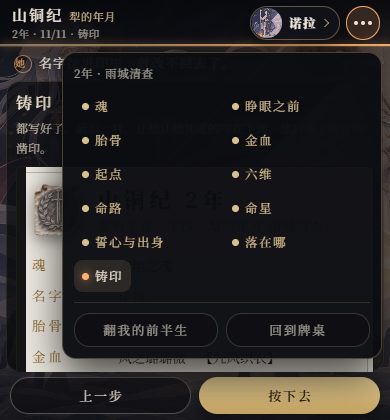 山铜纪 犁的年月
2年 · 11/11 · 铸印
诺拉
她 名字
铸印
都写好了
凿印。
2年 · 雨城清查
魂
睁眼之前
胎骨
金血
起点
六维
命路
命星
誓心与出身
落在哪
铸印
翻我的前半生
回到牌桌
魂
名字
胎骨
金血
上一步
按下去